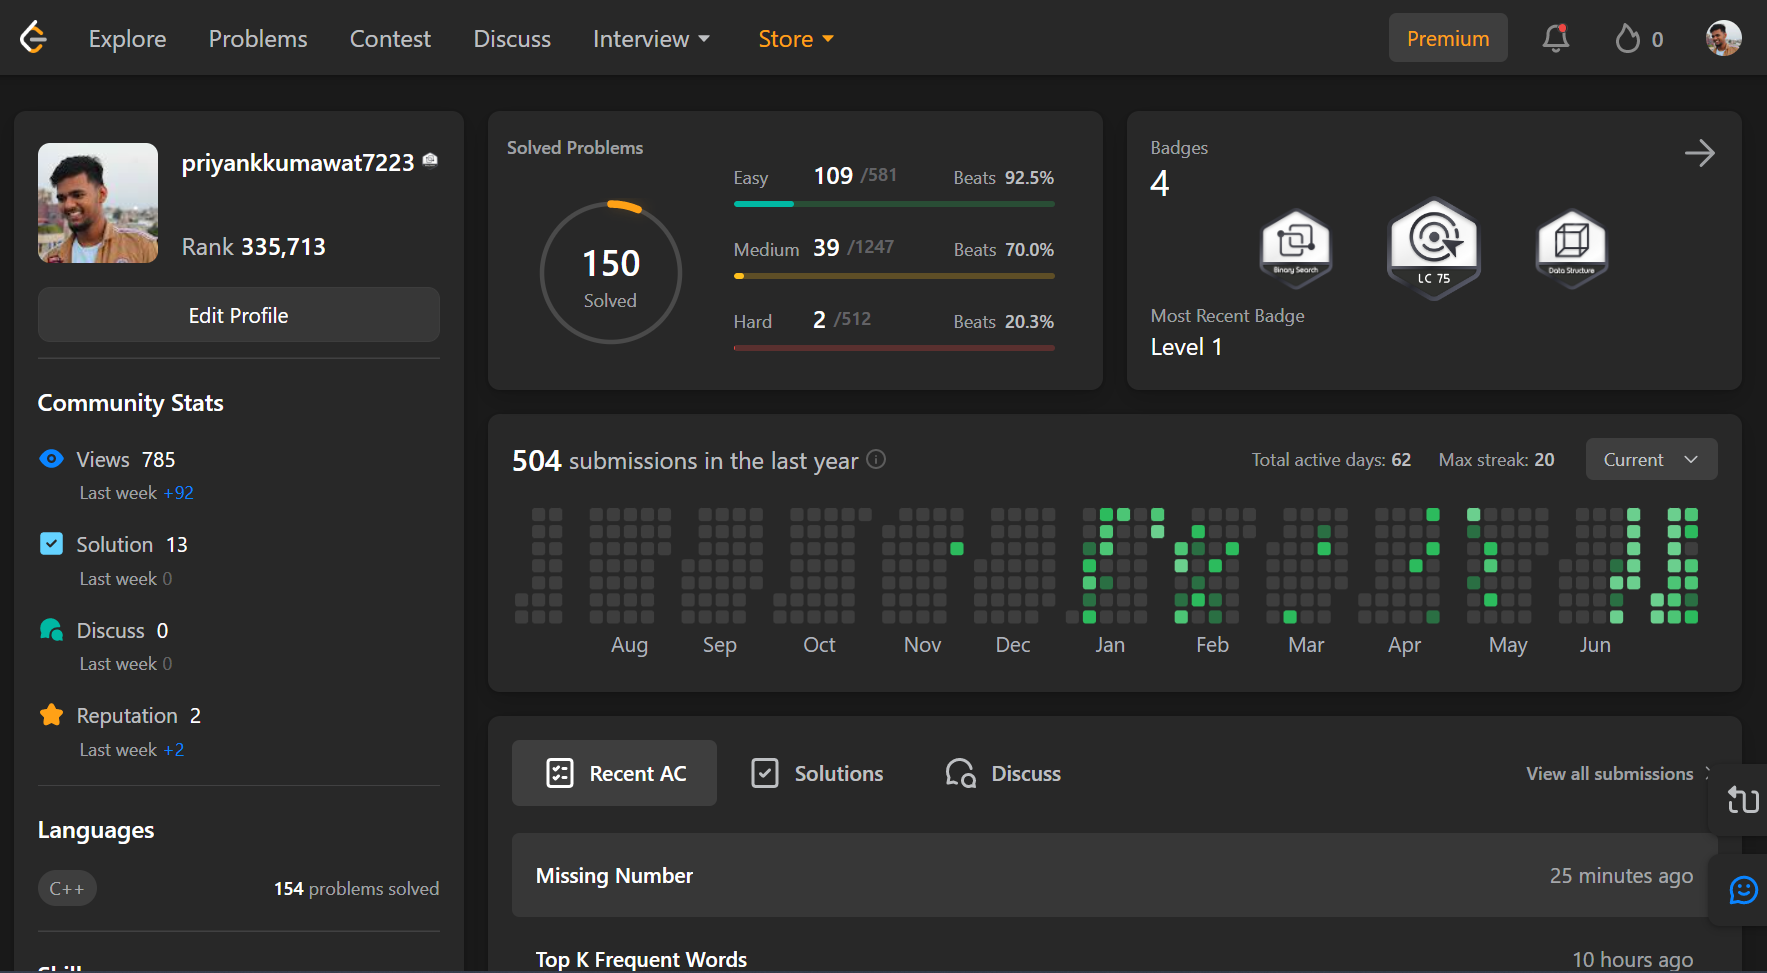 Explore Problems Contest Discuss Interview Store Premium 0
priyankkumawat7223
Rank 335,713
Edit Profile
Community Stats
Views 785
Last week +92
Solution 13
Last week 0
Discuss 0
Last week 0
Reputation 2
Last week +2
Languages
C++ 154 problems solved
Solved Problems
150
Solved
Easy 109 /581 Beats 92.5%
Medium 39 /1247 Beats 70.0%
Hard 2 /512 Beats 20.3%
Badges
4
Binary Search
LC 75
Data Structure
Most Recent Badge
Level 1
504 submissions in the last year Total active days: 62 Max streak: 20 Current
Aug Sep Oct Nov Dec Jan Feb Mar Apr May Jun
Recent AC Solutions Discuss View all submissions
Missing Number 25 minutes ago
Top K Frequent Words 10 hours ago